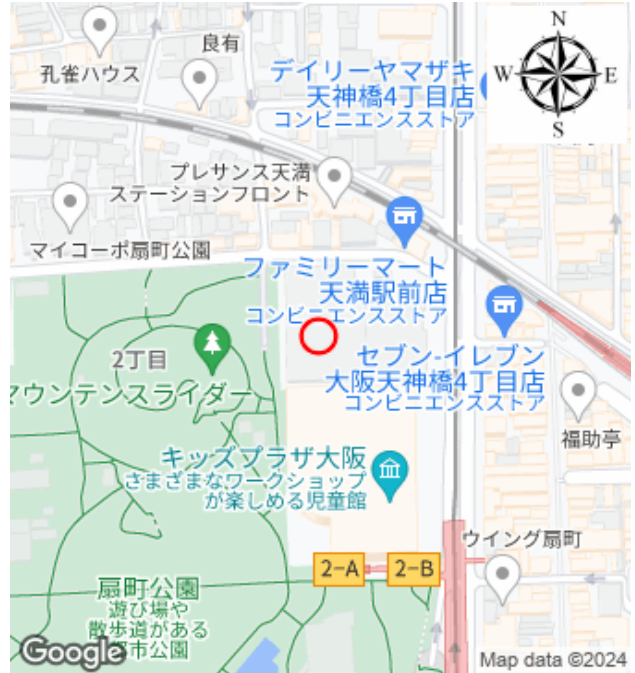 N
W
E
S
良有
孔雀ハウス
デイリーヤマザキ
天神橋4丁目店
コンビニエンスストア
プレサンス天満
ステーションフロント
マイコーポ扇町公園
ファミリーマート
天満駅前店
コンビニエンスストア
2丁目
マウンテンスライダー
セブン-イレブン
大阪天神橋4丁目店
コンビニエンスストア
福助亭
キッズプラザ大阪
さまざまなワークショップ
が楽しめる児童館
ウイング扇町
2-A
2-B
扇町公園
遊び場や
散歩道がある
都市公園
Google
Map data ©2024